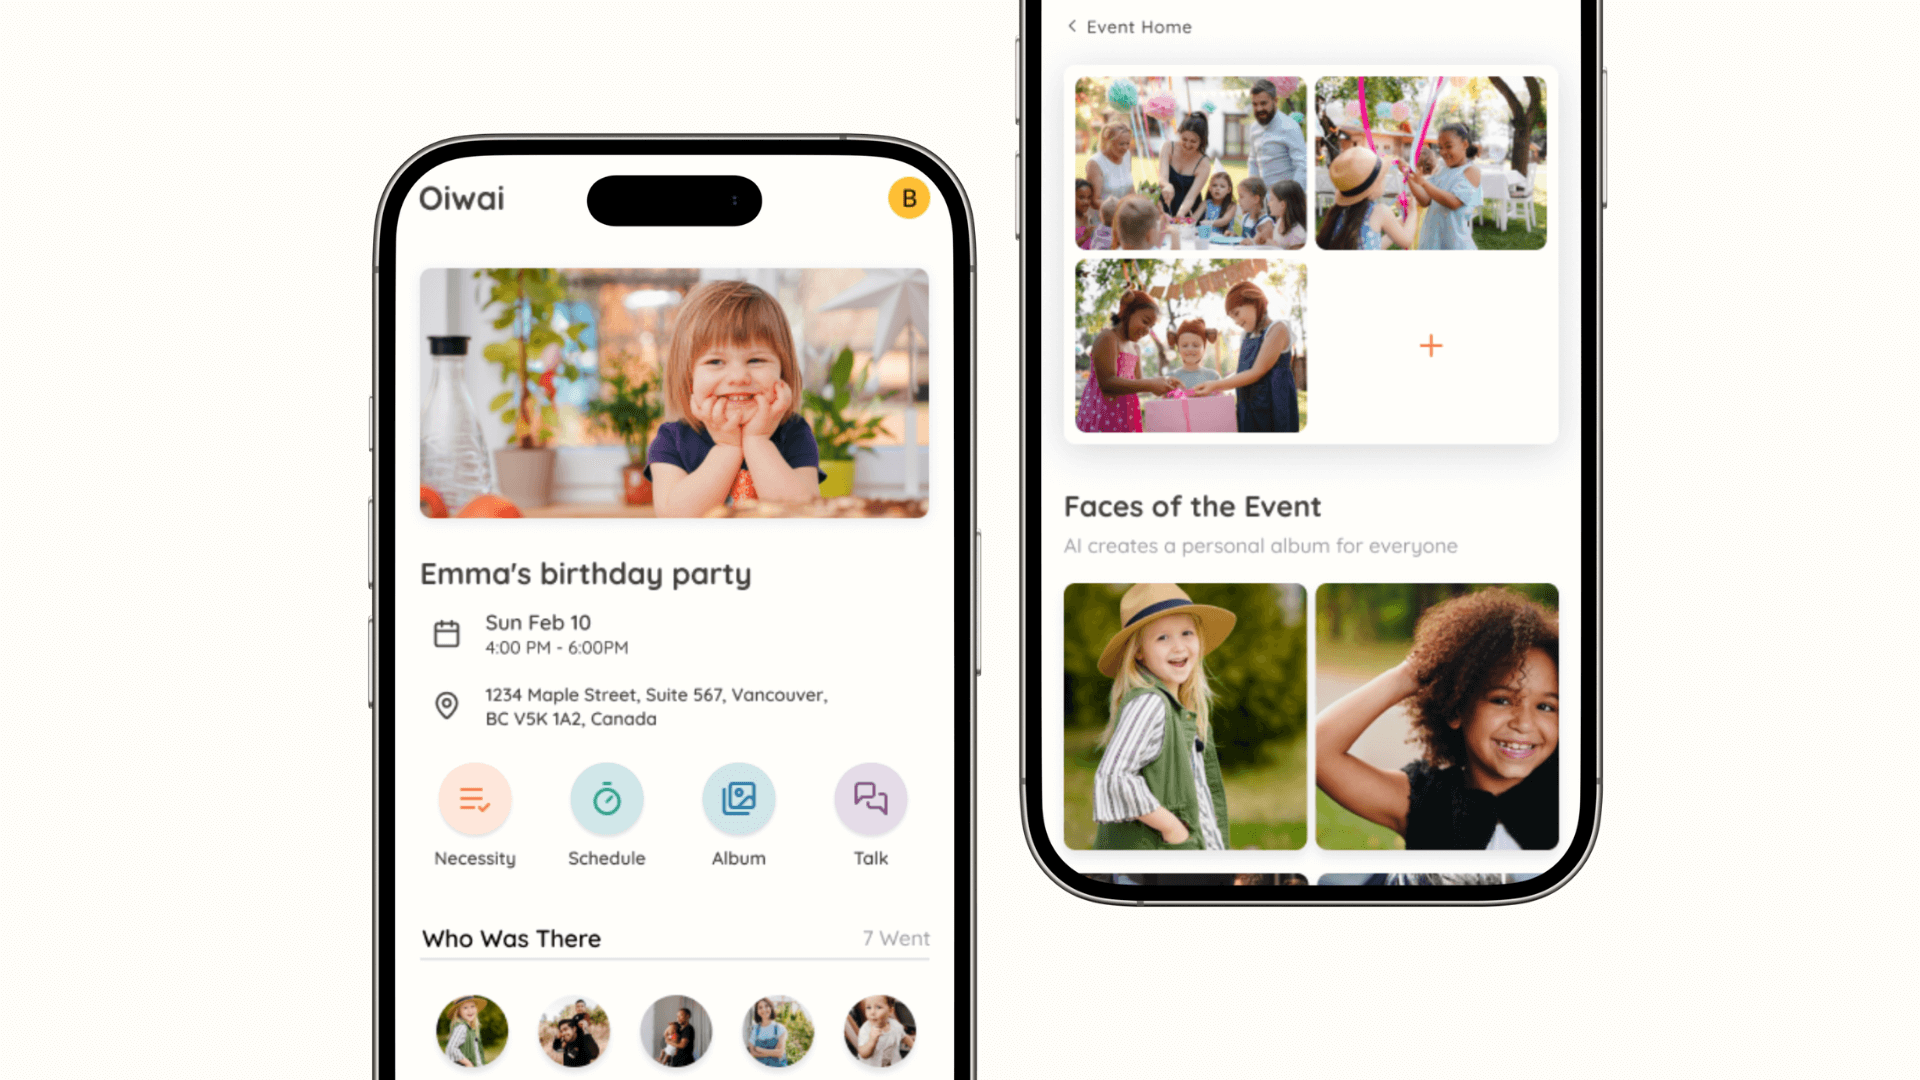 Oiwai
B
Emma's birthday party
Sun Feb 10
4:00 PM - 6:00PM
1234 Maple Street, Suite 567, Vancouver,
BC V5K 1A2, Canada
Necessity
Schedule
Album
Talk
Who Was There
7 Went
Event Home
Faces of the Event
AI creates a personal album for everyone